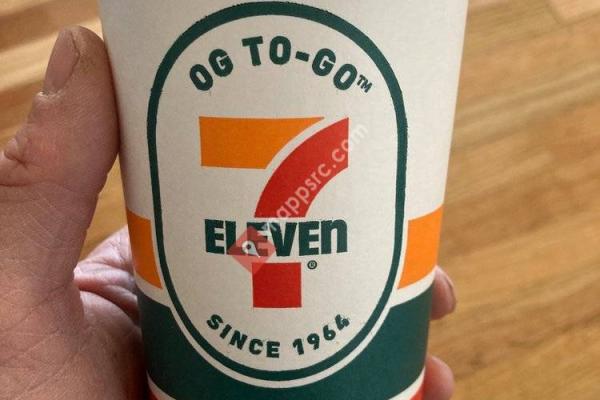 OG TO-GO™
7
ELEVEn
®
SINCE 1964